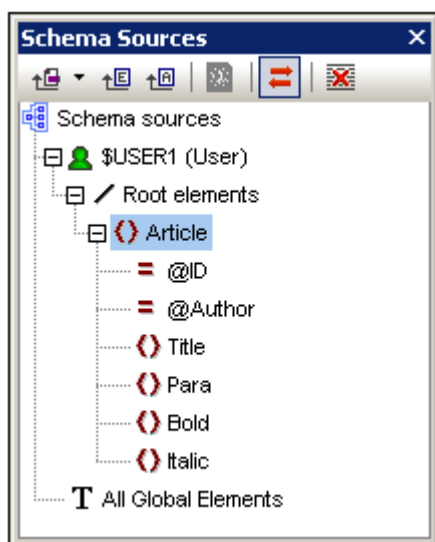 Schema Sources
E A
Schema sources
$USER1 (User)
Root elements
Article
@ID
@Author
Title
Para
Bold
Italic
T All Global Elements